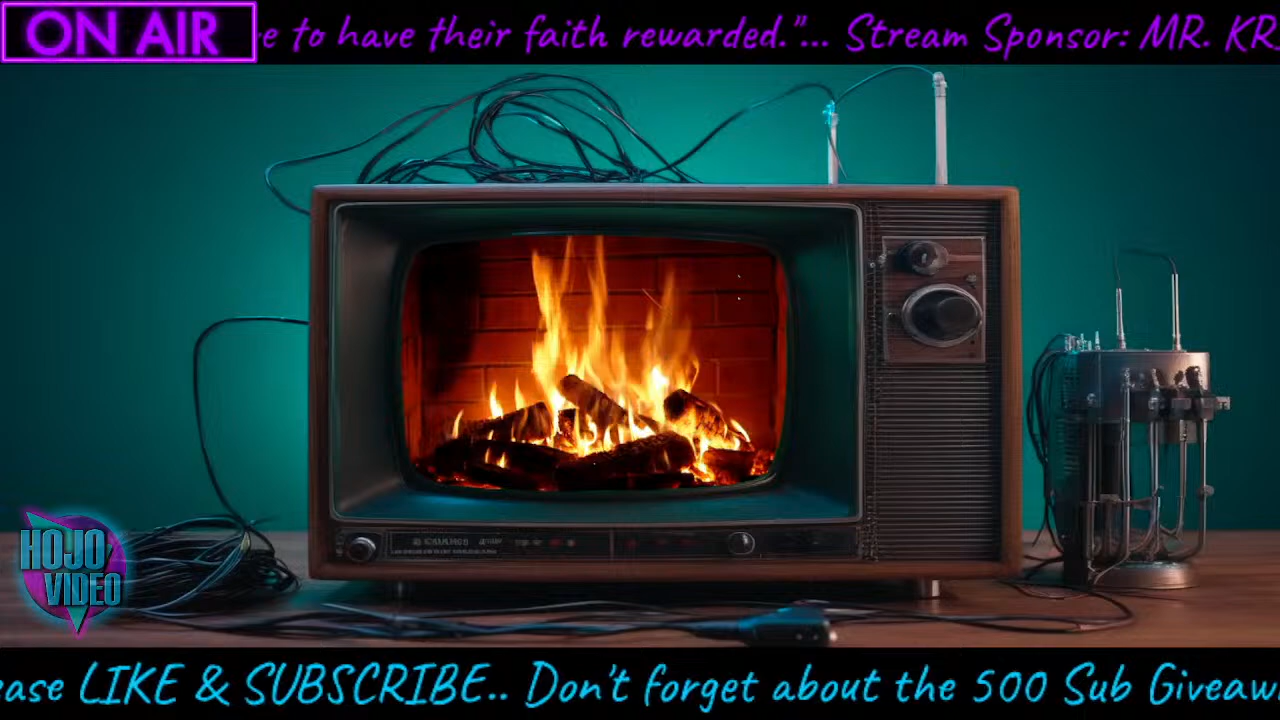 ON AIR
e to have their faith rewarded."... Stream Sponsor: MR. KR
HOJO
VIDEO
ease LIKE & SUBSCRIBE.. Don't forget about the 500 Sub Giveaw